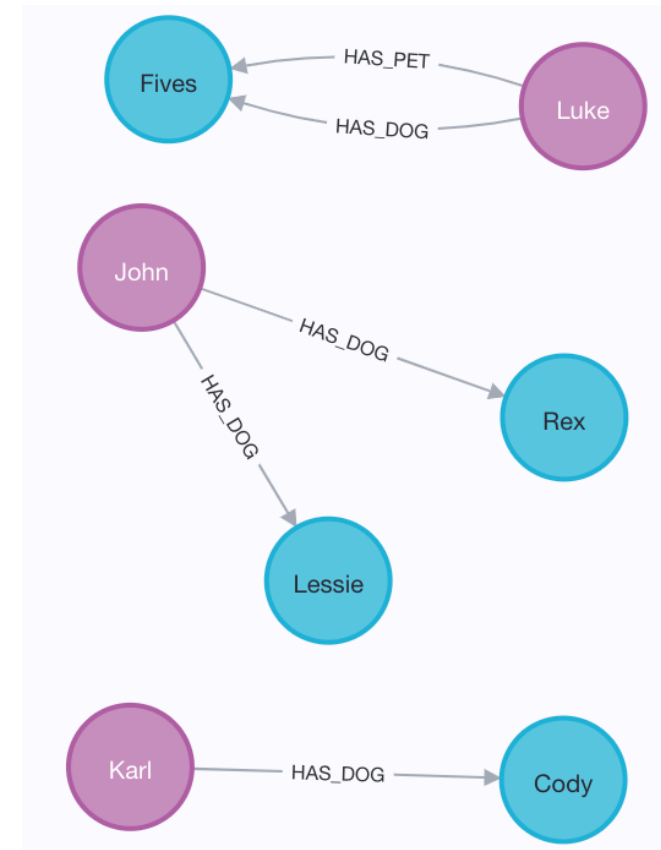 HAS_PET
Fives
Luke
HAS_DOG
John
HAS_DOG
HAS_DOG
Rex
Lessie
Karl
HAS_DOG
Cody